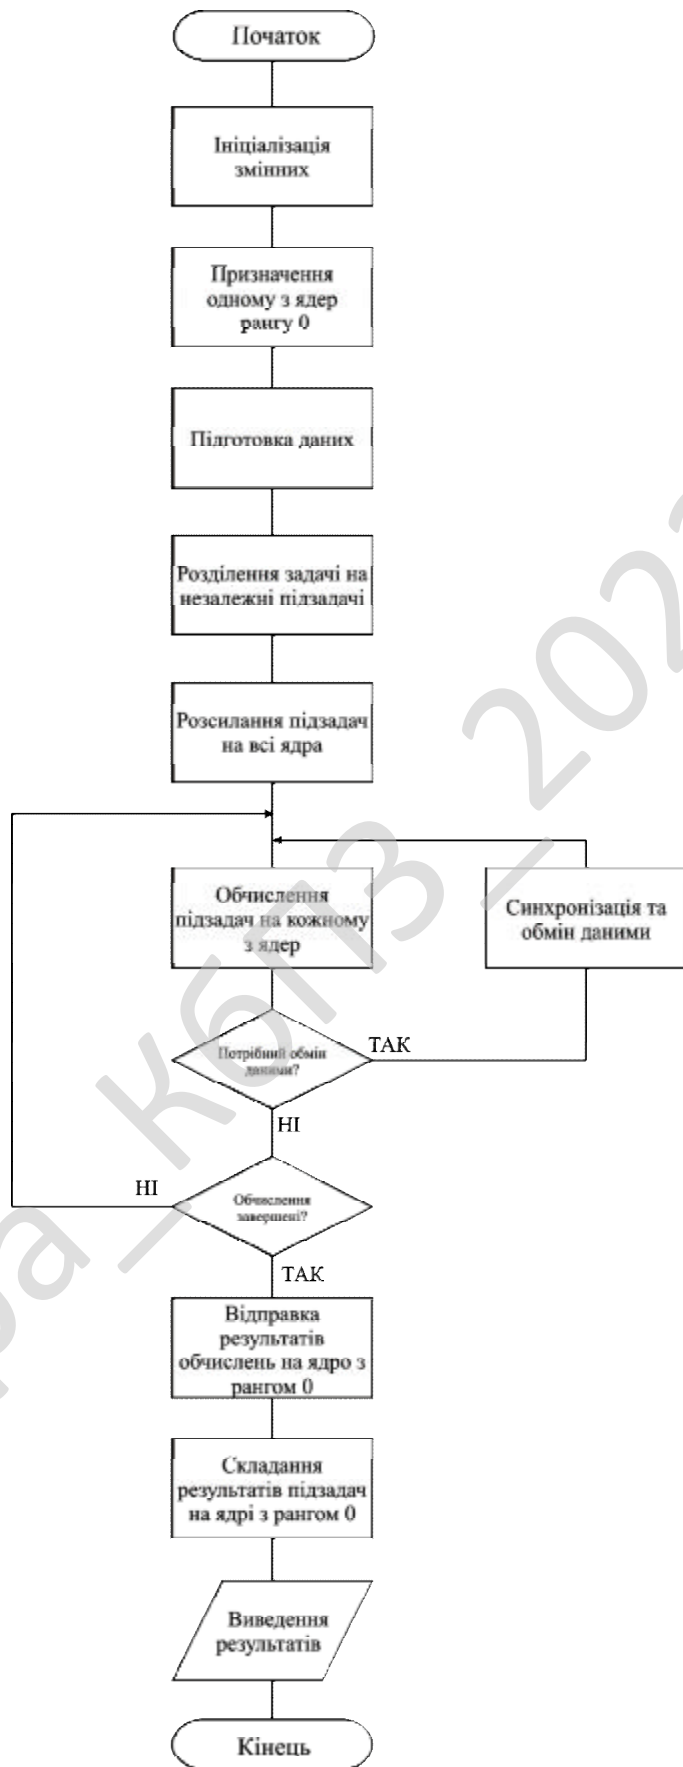 Початок
Ініціалізація
змінних
Призначення
одному з ядер
рангу 0
Підготовка даних
Розділення задачі на
незалежні підзадачі
Розсилання підзадач
на всі ядра
Обчислення
підзадач на кожному
з ядер
Синхронізація та
обмін даними
Потрібний обмін
даними?
ТАК
НІ
Обчислення
завершені?
НІ
ТАК
Відправка
результатів
обчислень на ядро з
рангом 0
Складання
результатів підзадач
на ядрі з рангом 0
Виведення
результатів
Кінець
ра_КбПЗ_202